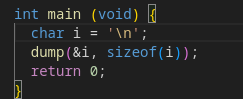 int main (void) {
  char i = '\n';
  dump(&i, sizeof(i));
  return 0;
}